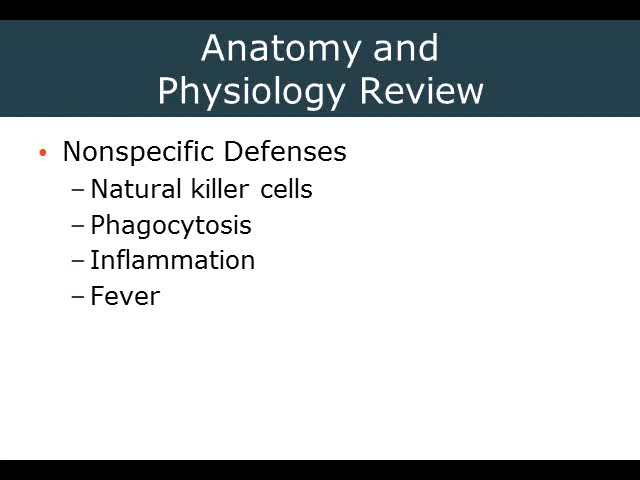 Anatomy and
Physiology Review
• Nonspecific Defenses
– Natural killer cells
– Phagocytosis
– Inflammation
– Fever